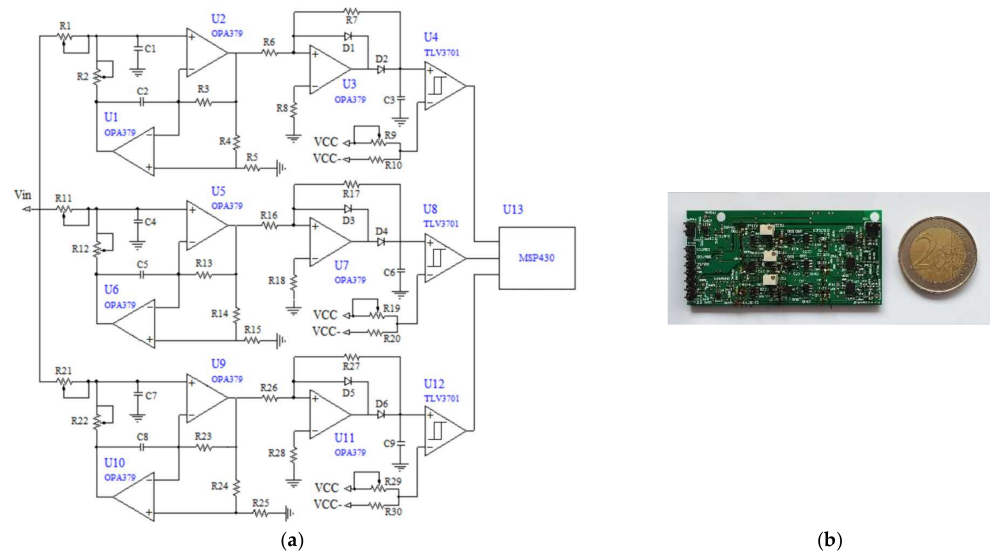 R1
U2
OPA379
C1
R2
C2
R3
U1
OPA379
R4
R5
R6
R7
D1
D2
U3
OPA379
R8
C3
U4
TLV3701
VCC
R9
VCC-
R10
Vin
R11
U5
OPA379
C4
R12
C5
R13
U6
OPA379
R14
R15
R16
R17
D3
D4
U7
OPA379
R18
C6
U8
TLV3701
VCC
R19
VCC-
R20
U13
MSP430
R21
U9
OPA379
C7
R22
C8
R23
U10
OPA379
R24
R25
R26
R27
D5
D6
U11
OPA379
R28
C9
U12
TLV3701
VCC
R29
VCC-
R30
2
(a)
(b)